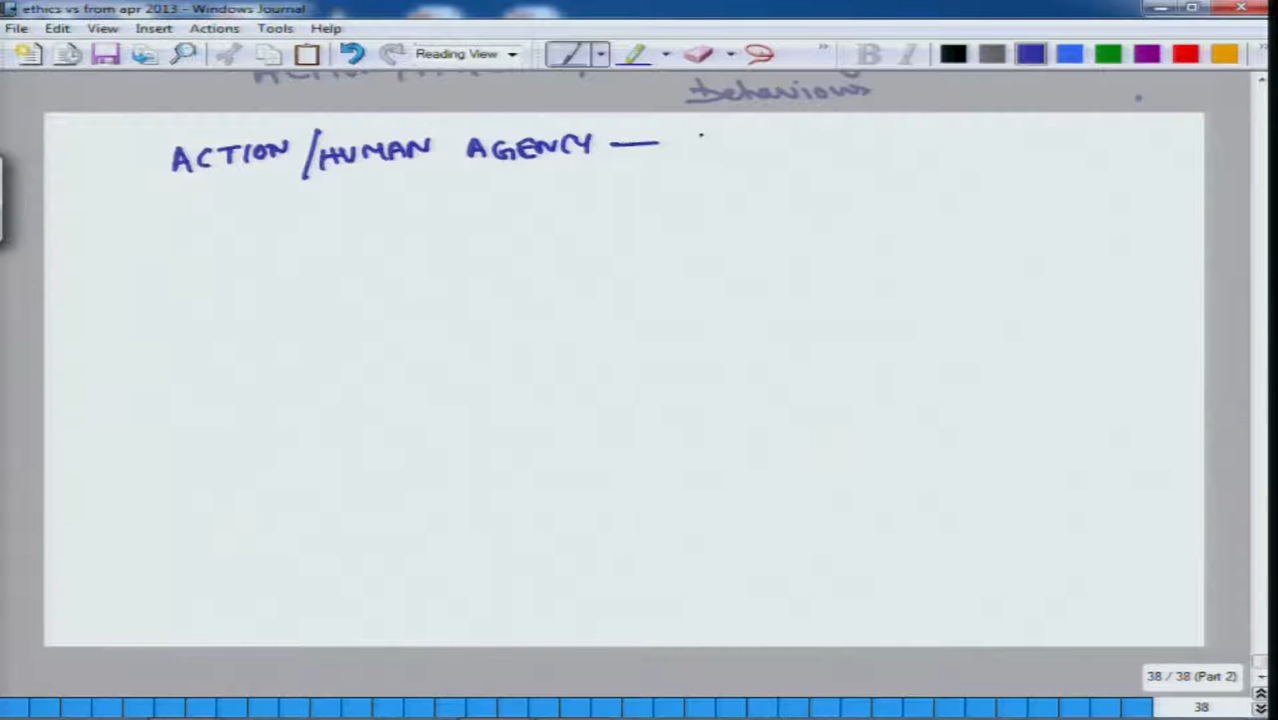 ethics vs from apr 2013 - Windows Journal
File Edit View Insert Actions Tools Help
Reading View B I
Behaviours
ACTION/HUMAN AGENCY —
38 / 38 (Part 2)
38